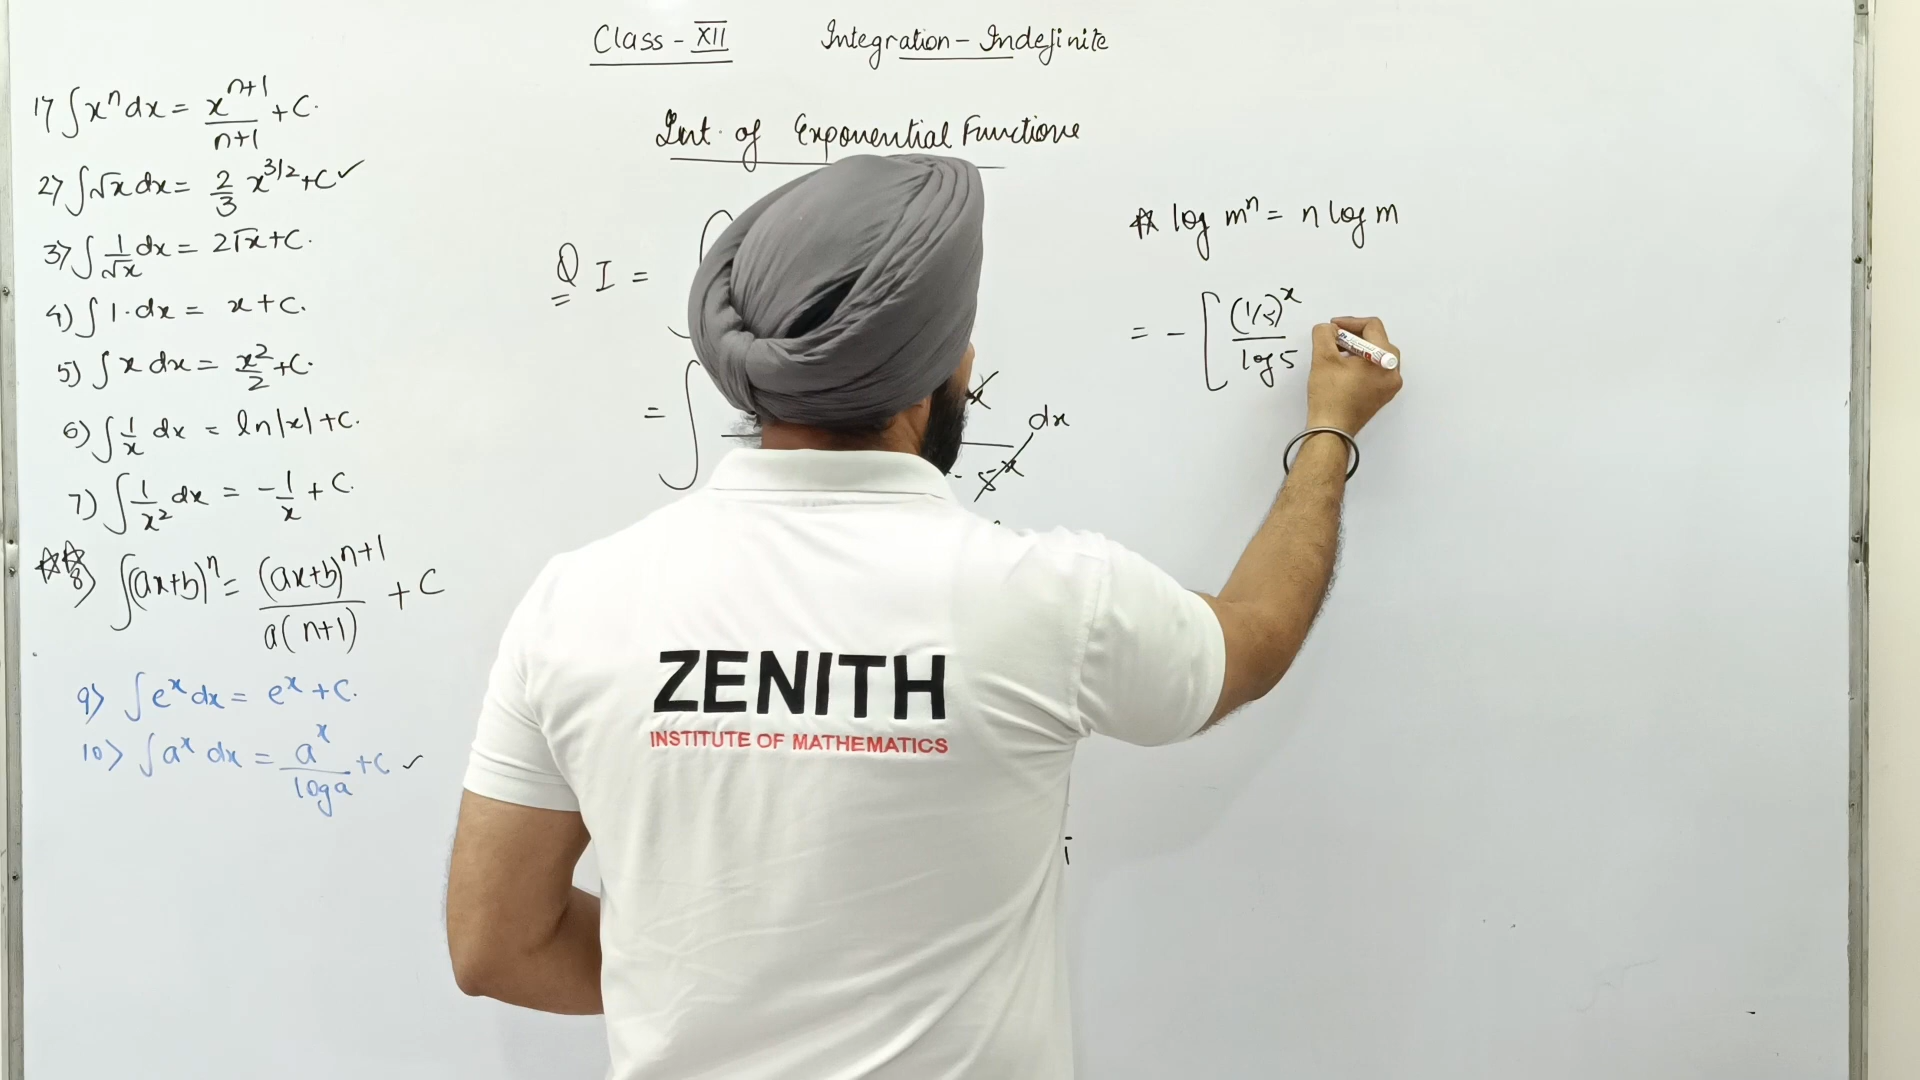 Class - XII Integration - Indefinite
Int. of Exponential Functions
1) ∫xⁿ dx = xⁿ⁺¹/n+1 + C.
2) ∫√x dx = 2/3 x^3/2 + C ✓
3) ∫1/√x dx = 2√x + C.
4) ∫1·dx = x + C.
5) ∫x dx = x²/2 + C.
6) ∫1/x dx = ln|x| + C.
7) ∫1/x² dx = -1/x + C.
☆☆ 8) ∫(ax+b)ⁿ = (ax+b)ⁿ⁺¹/a(n+1) + C
9) ∫eˣ dx = eˣ + C.
10) ∫aˣ dx = aˣ/log a + C ✓
Q I = ∫
= ∫ dx
5ˣ
☆ log mⁿ = n log m
= - [ (1/5)ˣ/log 5
ZENITH
INSTITUTE OF MATHEMATICS